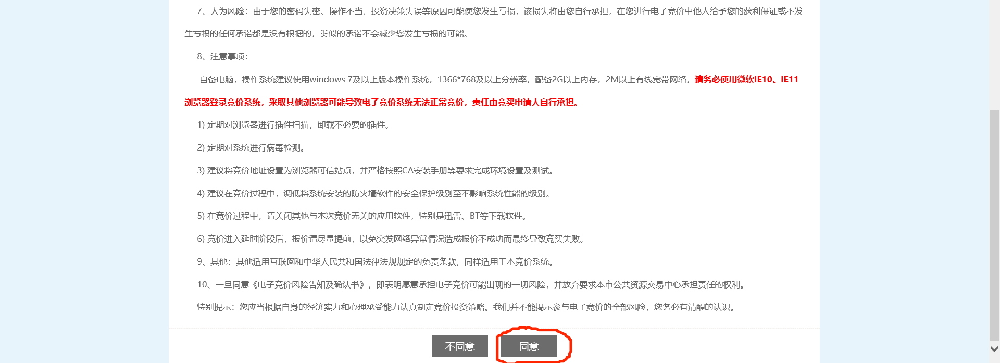 7、人为风险：由于您的密码失密、操作不当、投资决策失误等原因可能使您发生亏损，该损失将由您自行承担，在您进行电子竞价中他人给予您的获利保证或不发
生亏损的任何承诺都是没有根据的，类似的承诺不会减少您发生亏损的可能。
8、注意事项：
自备电脑，操作系统建议使用windows 7及以上版本操作系统，1366*768及以上分辨率，配备2G以上内存，2M以上有线宽带网络，请务必使用微软IE10、IE11
浏览器登录竞价系统，采取其他浏览器可能导致电子竞价系统无法正常竞价，责任由竞买申请人自行承担。
1) 定期对浏览器进行插件扫描，卸载不必要的插件。
2) 定期对系统进行病毒检测。
3) 建议将竞价地址设置为浏览器可信站点，并严格按照CA安装手册等要求完成环境设置及测试。
4) 建议在竞价过程中，调低将系统安装的防火墙软件的安全保护级别至不影响系统性能的级别。
5) 在竞价过程中，请关闭其他与本次竞价无关的应用软件，特别是迅雷、BT等下载软件。
6) 竞价进入延时阶段后，报价请尽量提前，以免突发网络异常情况造成报价不成功而最终导致竞买失败。
9、其他：其他适用互联网和中华人民共和国法律法规规定的免责条款，同样适用于本竞价系统。
10、一旦同意《电子竞价风险告知及确认书》，即表明愿意承担电子竞价可能出现的一切风险，并放弃要求本市公共资源交易中心承担责任的权利。
特别提示：您应当根据自身的经济实力和心理承受能力认真制定竞价投资策略。我们并不能揭示参与电子竞价的全部风险，您务必有清醒的认识。
不同意 同意